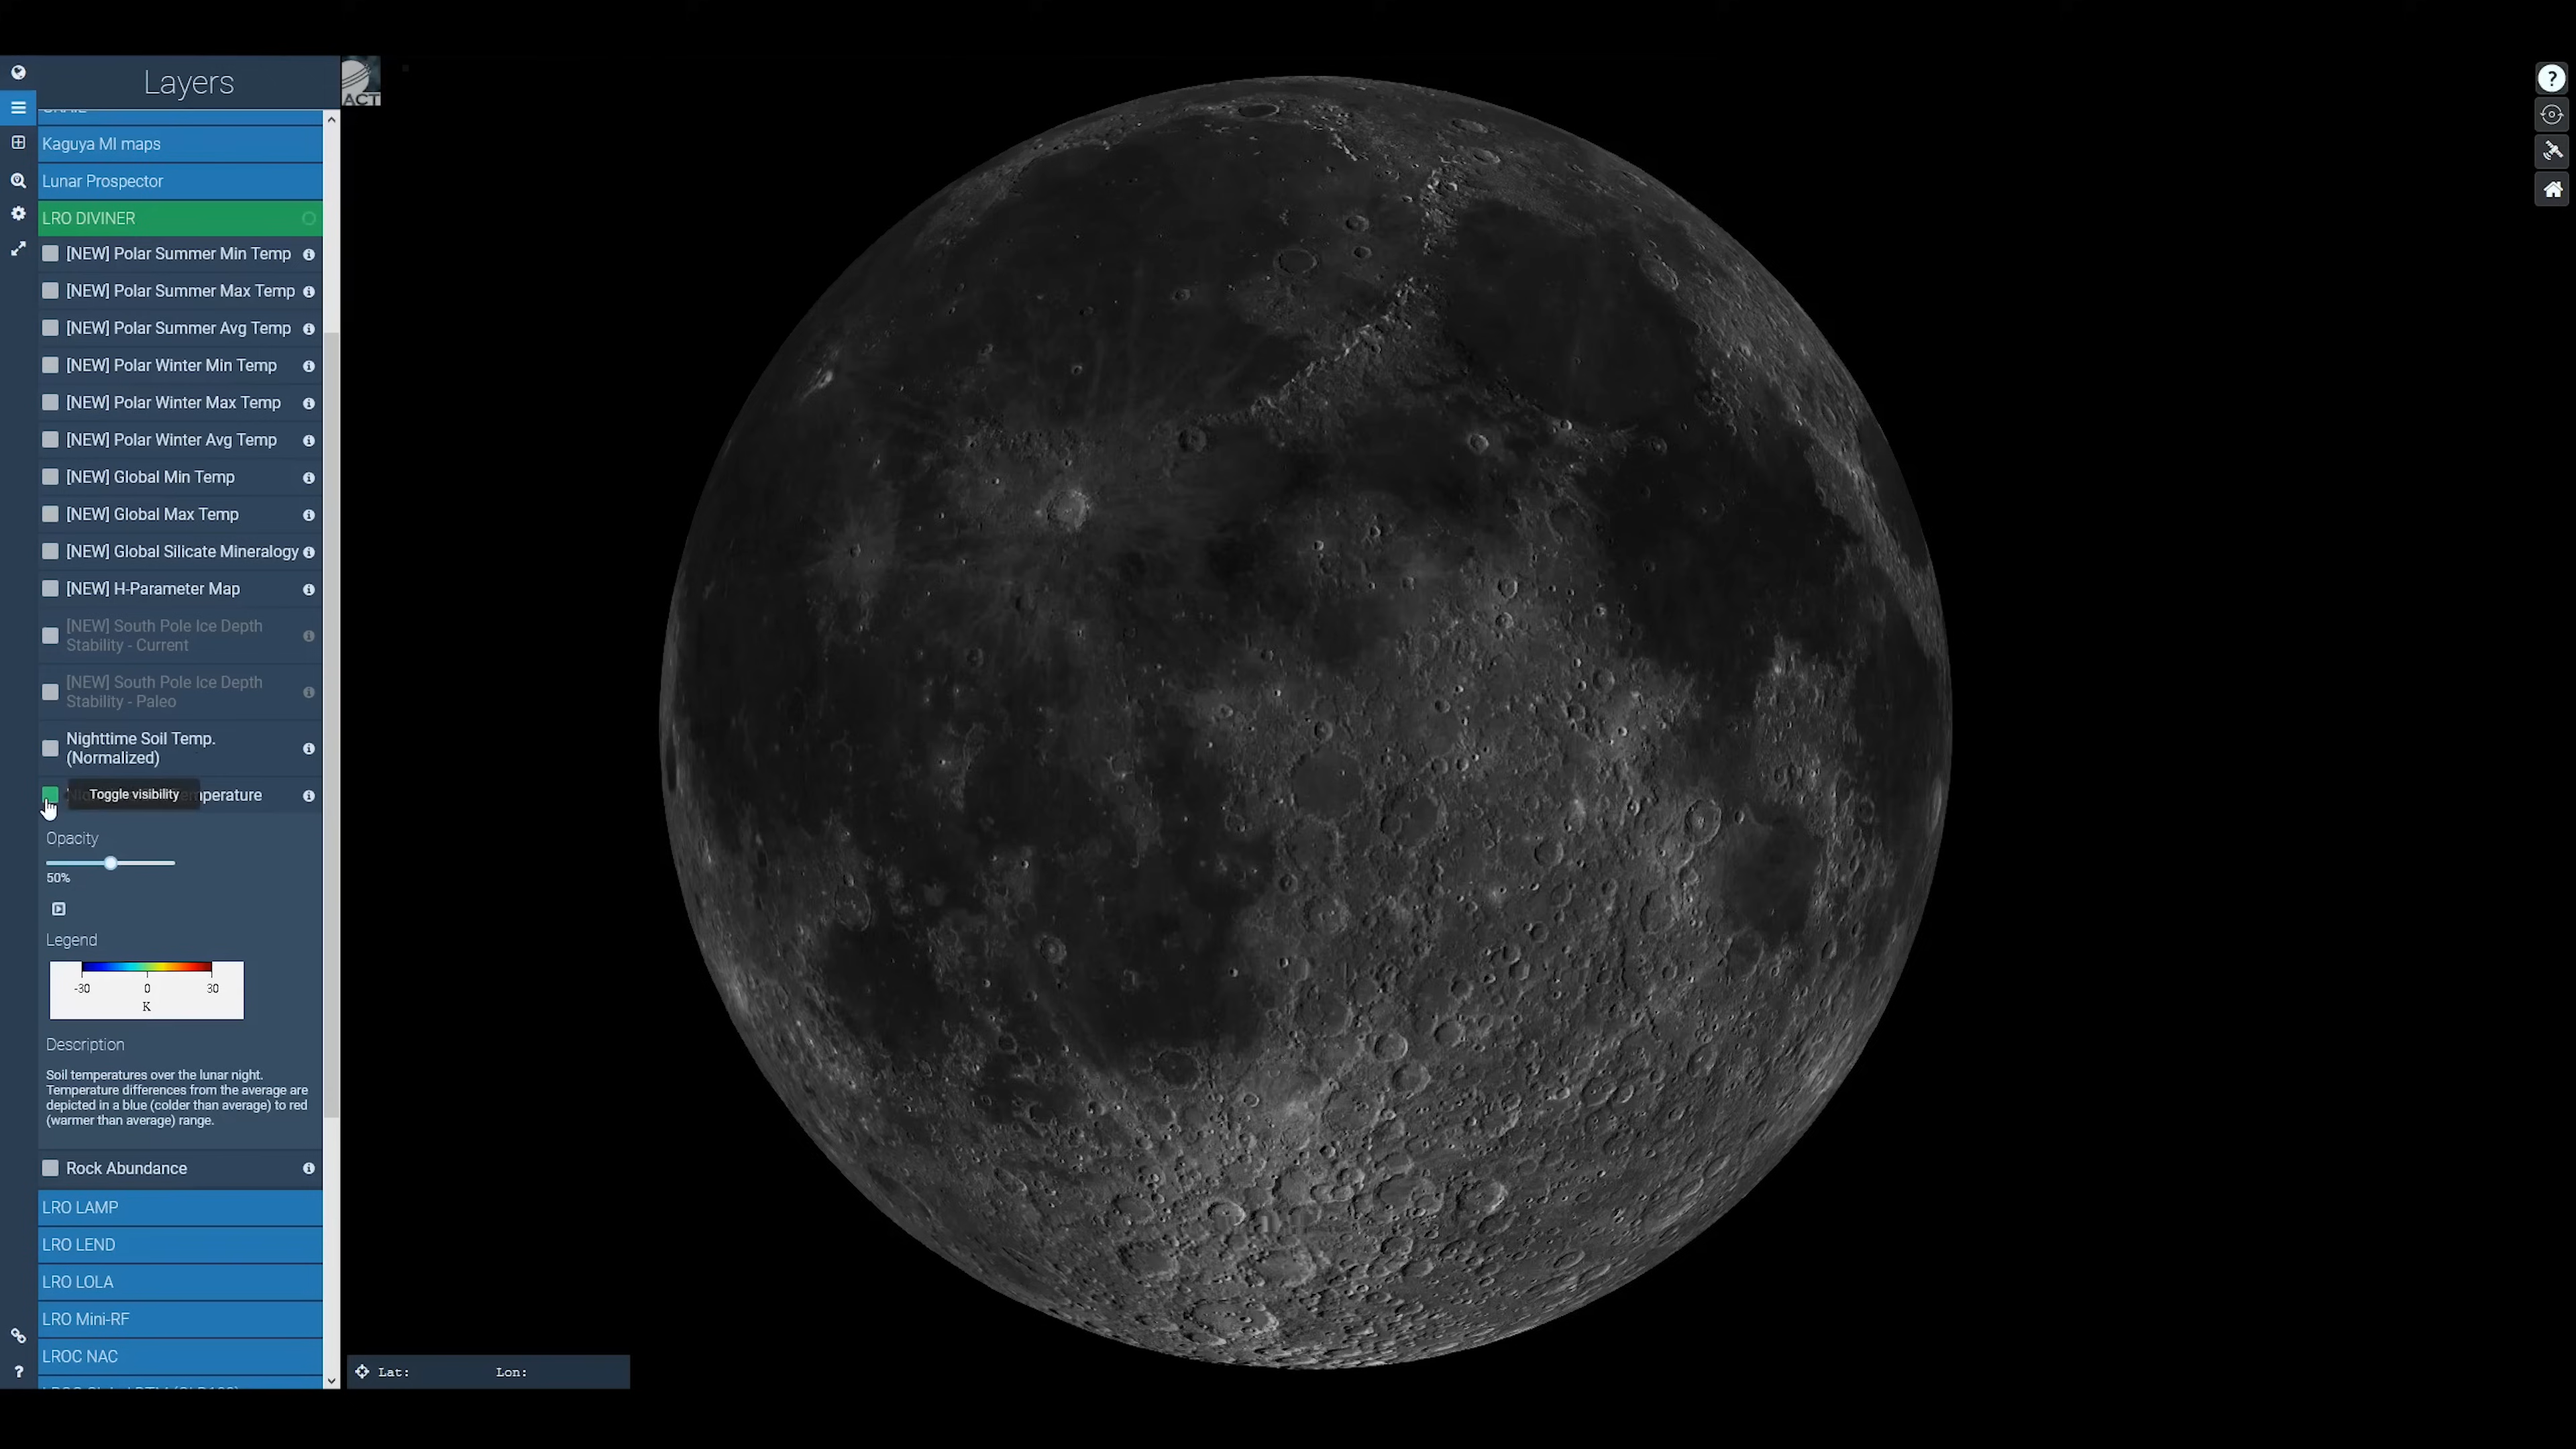 Layers
ACT
Kaguya MI maps
Lunar Prospector
LRO DIVINER
[NEW] Polar Summer Min Temp
[NEW] Polar Summer Max Temp
[NEW] Polar Summer Avg Temp
[NEW] Polar Winter Min Temp
[NEW] Polar Winter Max Temp
[NEW] Polar Winter Avg Temp
[NEW] Global Min Temp
[NEW] Global Max Temp
[NEW] Global Silicate Mineralogy
[NEW] H-Parameter Map
[NEW] South Pole Ice Depth
Stability - Current
[NEW] South Pole Ice Depth
Stability - Paleo
Nighttime Soil Temp.
(Normalized)
Toggle visibility
Opacity
50%
Legend
-30 0 30
K
Description
Soil temperatures over the lunar night.
Temperature differences from the average are
depicted in a blue (colder than average) to red
(warmer than average) range.
Rock Abundance
LRO LAMP
LRO LEND
LRO LOLA
LRO Mini-RF
LROC NAC
Lat: Lon: